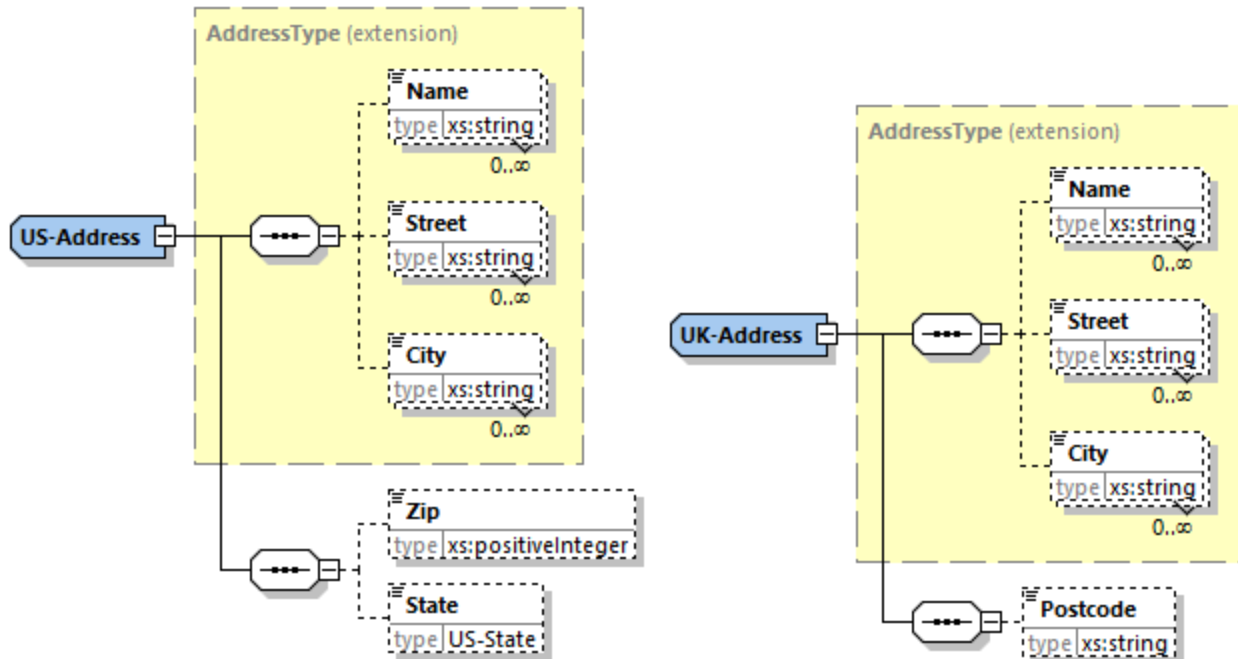 AddressType (extension)
Name
type xs:string
0..∞
Street
type xs:string
0..∞
City
type xs:string
0..∞
US-Address
Zip
type xs:positiveInteger
State
type US-State
AddressType (extension)
Name
type xs:string
0..∞
Street
type xs:string
0..∞
City
type xs:string
0..∞
UK-Address
Postcode
type xs:string